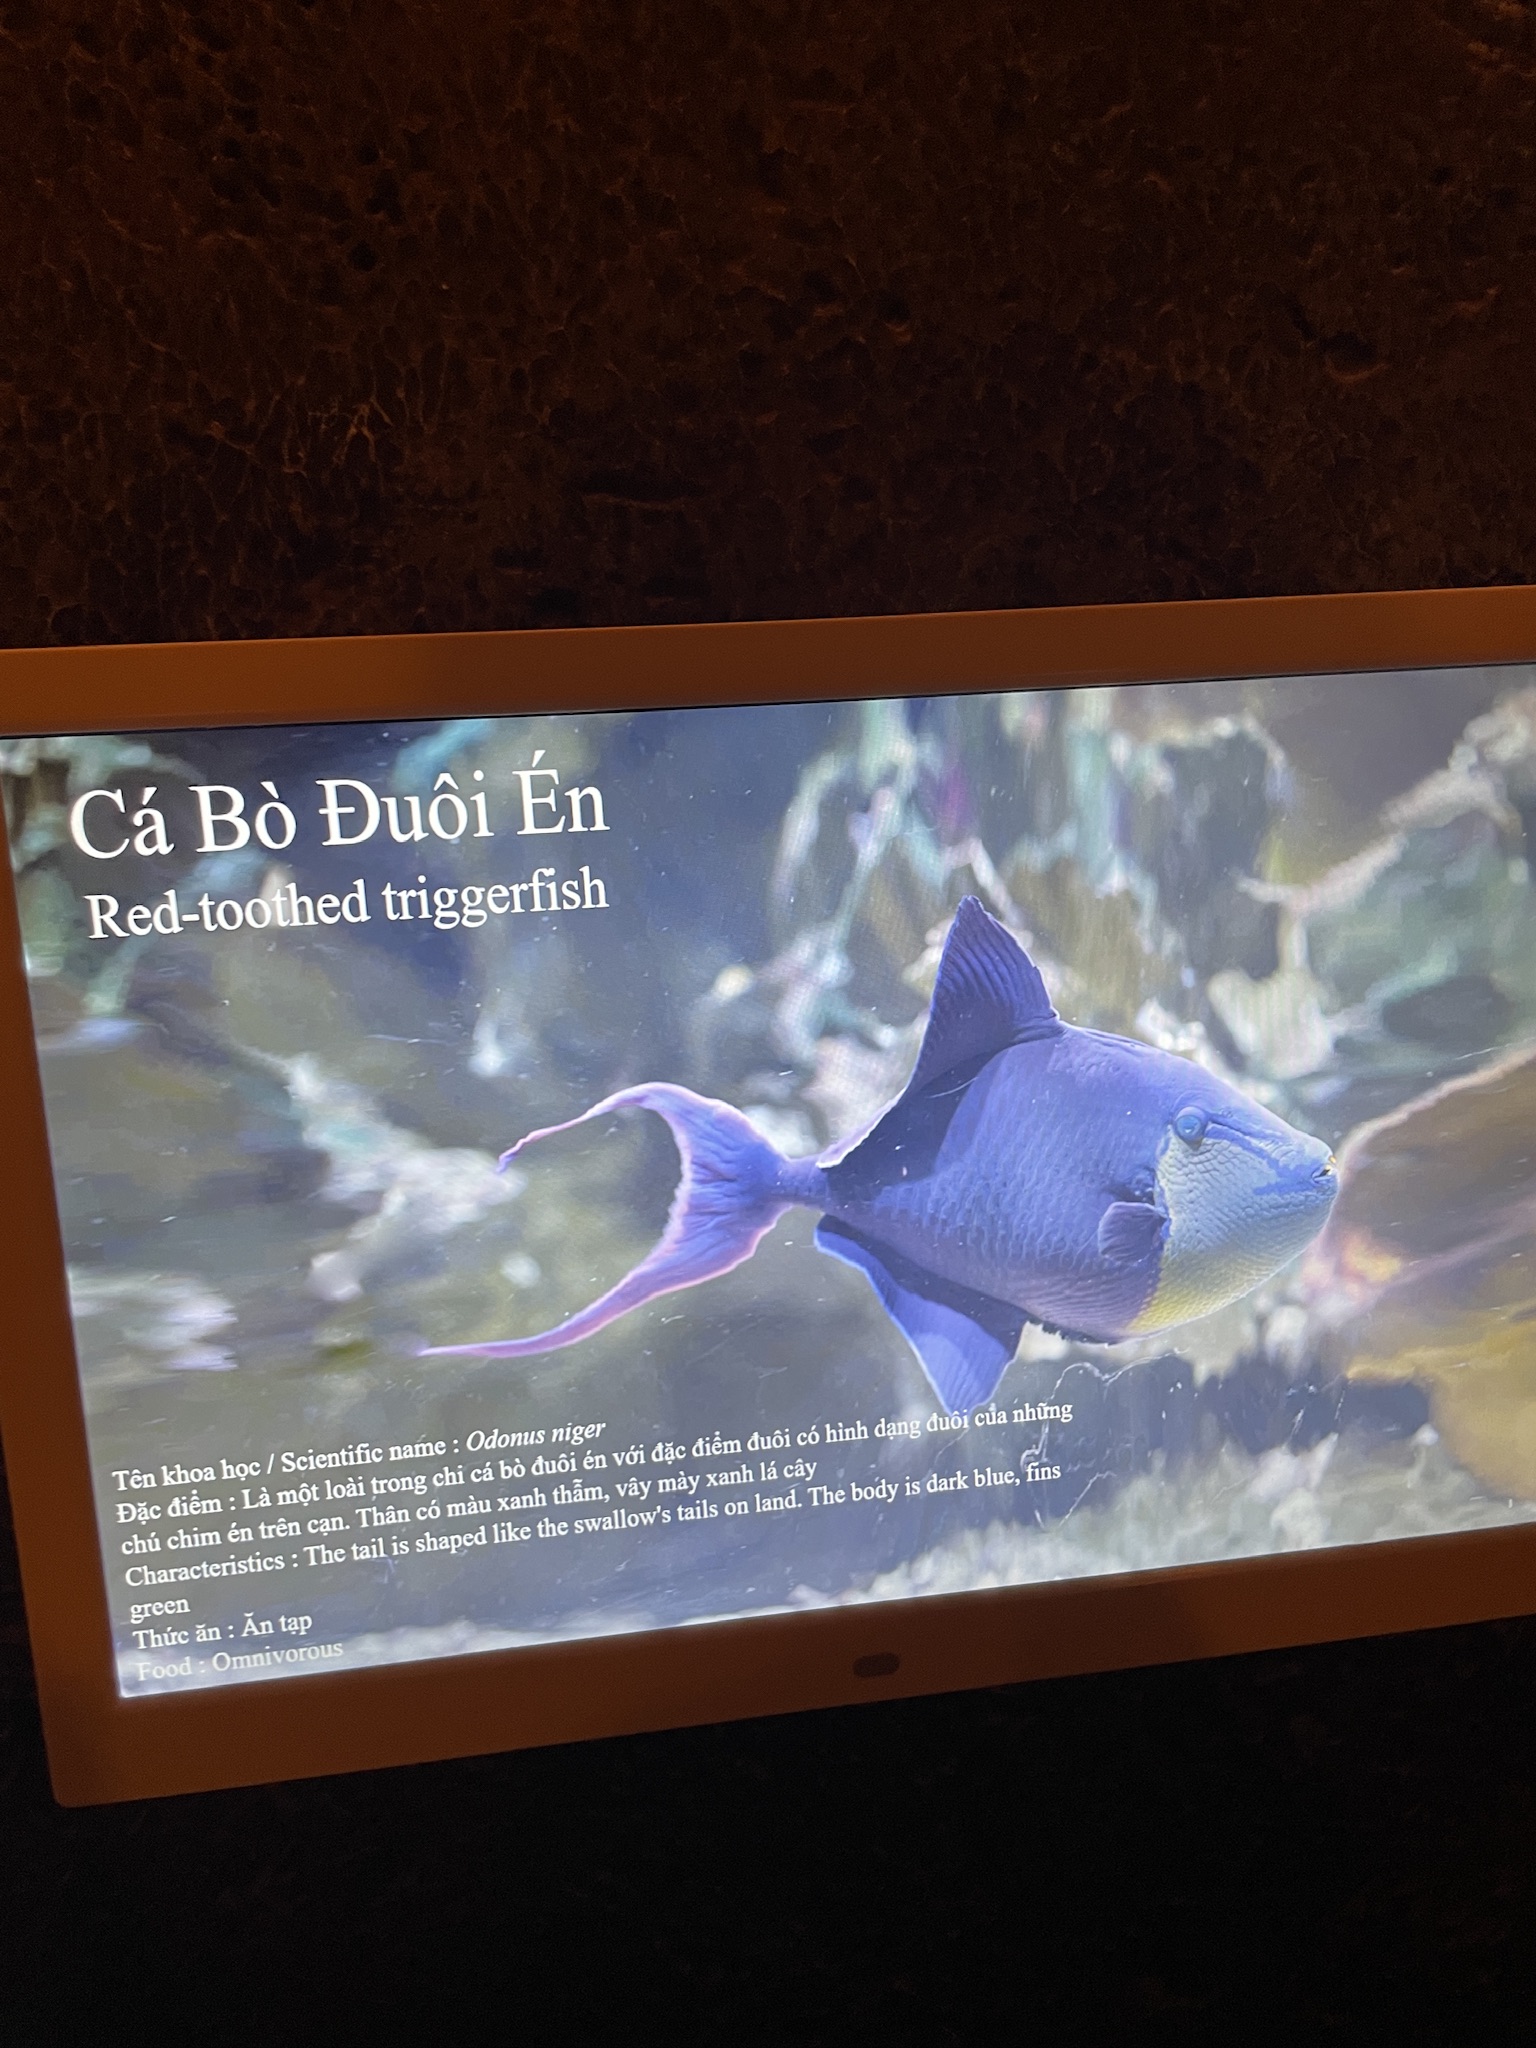 Cá Bò Đuôi Én
Red-toothed triggerfish
Tên khoa học / Scientific name : Odonus niger
Đặc điểm : Là một loài trong chi cá bò đuôi én với đặc điểm đuôi có hình dạng đuôi của những
chú chim én trên cạn. Thân có màu xanh thẫm, vây mày xanh lá cây
Characteristics : The tail is shaped like the swallow's tails on land. The body is dark blue, fins
green
Thức ăn : Ăn tạp
Food : Omnivorous